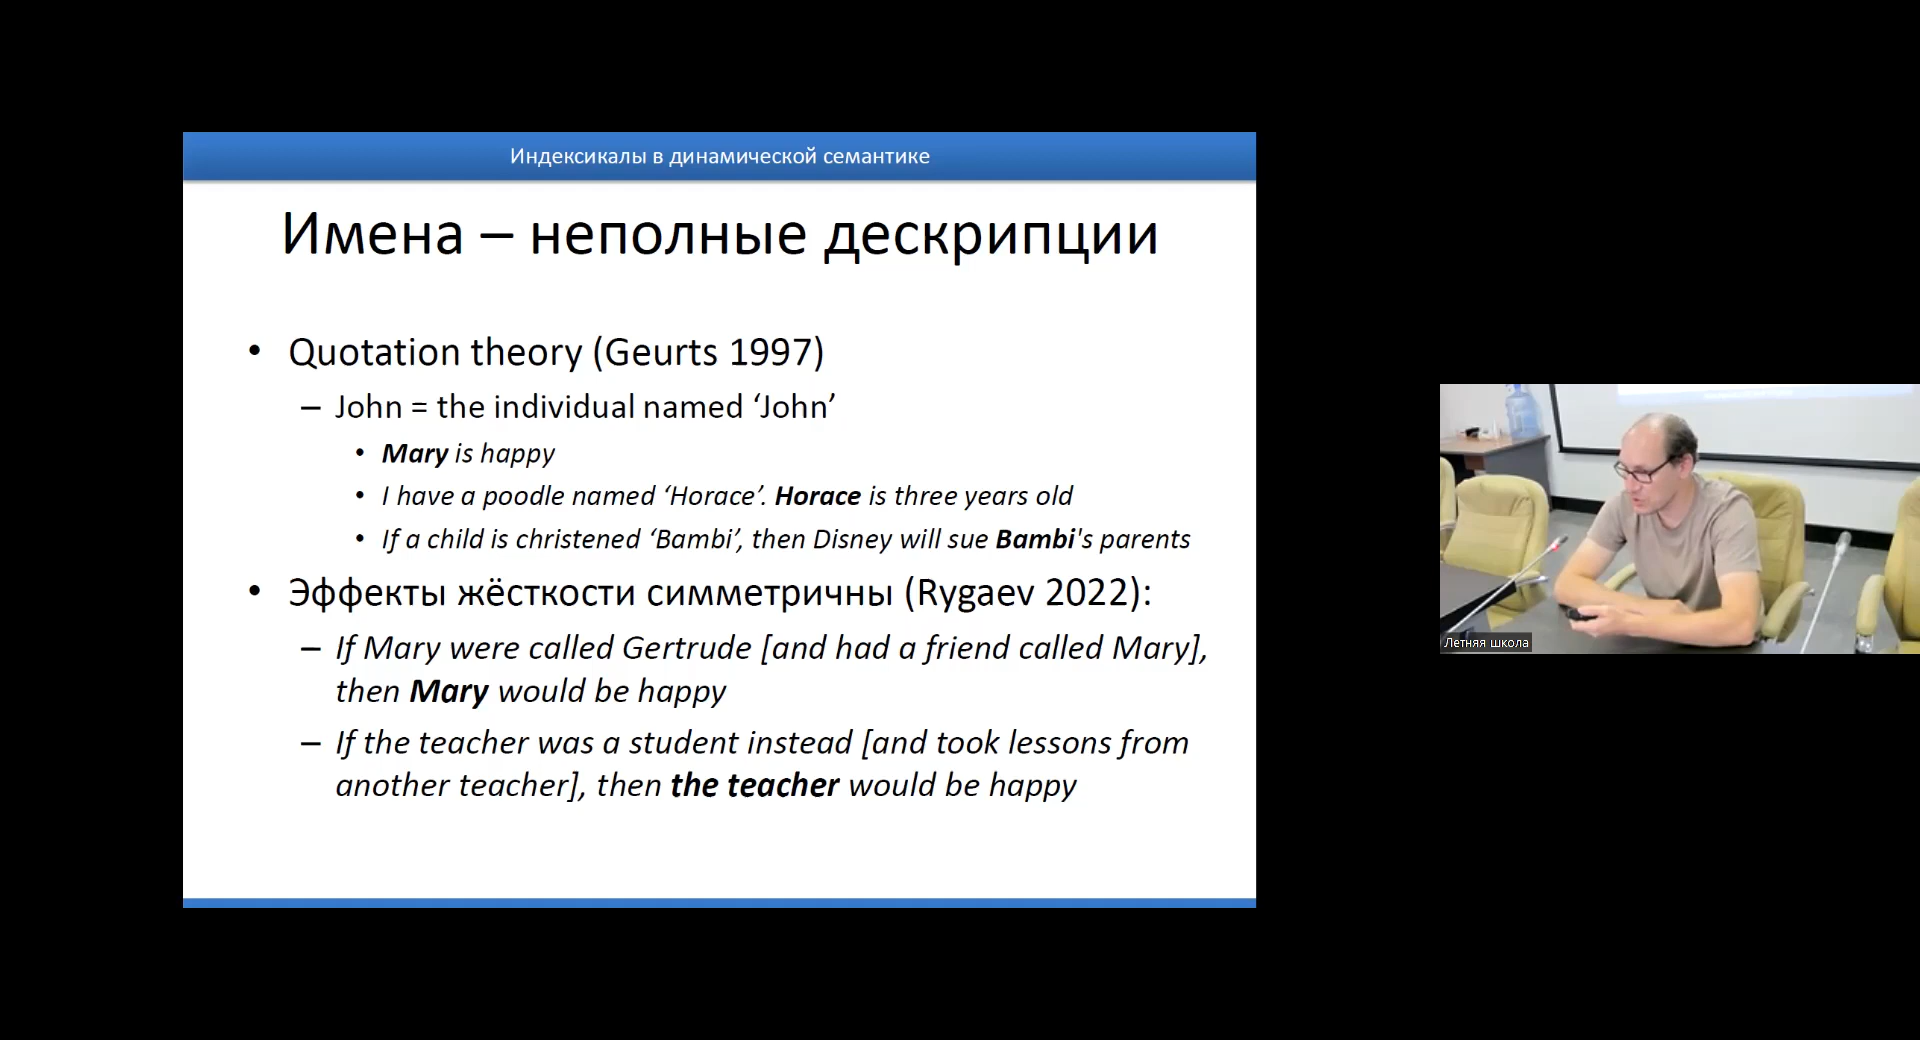 Индексикалы в динамической семантике
Имена – неполные дескрипции
• Quotation theory (Geurts 1997)
– John = the individual named ‘John’
• Mary is happy
• I have a poodle named ‘Horace’. Horace is three years old
• If a child is christened ‘Bambi’, then Disney will sue Bambi's parents
• Эффекты жёсткости симметричны (Rygaev 2022):
– If Mary were called Gertrude [and had a friend called Mary],
then Mary would be happy
– If the teacher was a student instead [and took lessons from
another teacher], then the teacher would be happy
Летняя школа